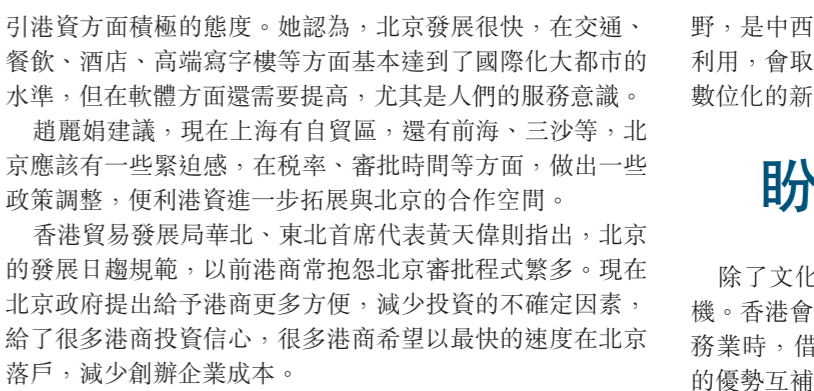 引港資方面積極的態度。她認為，北京發展很快，在交通、
餐飲、酒店、高端寫字樓等方面基本達到了國際化大都市的
水準，但在軟體方面還需要提高，尤其是人們的服務意識。
趙麗娟建議，現在上海有自貿區，還有前海、三沙等，北
京應該有一些緊迫感，在稅率、審批時間等方面，做出一些
政策調整，便利港資進一步拓展與北京的合作空間。
香港貿易發展局華北、東北首席代表黃天偉則指出，北京
的發展日趨規範，以前港商常抱怨北京審批程式繁多。現在
北京政府提出給予港商更多方便，減少投資的不確定因素，
給了很多港商投資信心，很多港商希望以最快的速度在北京
落戶，減少創辦企業成本。
野，是中西
利用，會取
數位化的新
盼
除了文化
機。香港會
務業時，借
的優勢互補